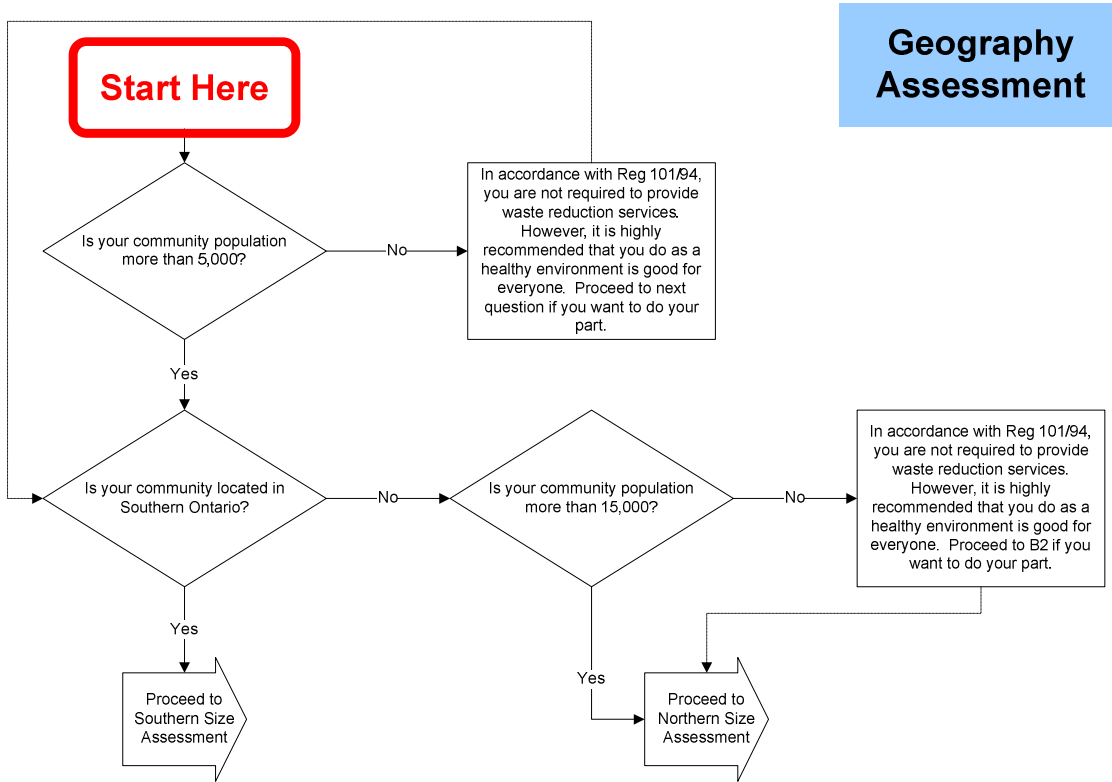 Geography
Assessment
Start Here
Is your community population
more than 5,000?
No
In accordance with Reg 101/94,
you are not required to provide
waste reduction services.
However, it is highly
recommended that you do as a
healthy environment is good for
everyone.  Proceed to next
question if you want to do your
part.
Yes
Is your community located in
Southern Ontario?
No
Is your community population
more than 15,000?
No
In accordance with Reg 101/94,
you are not required to provide
waste reduction services.
However, it is highly
recommended that you do as a
healthy environment is good for
everyone.  Proceed to B2 if you
want to do your part.
Yes
Proceed to
Southern Size
Assessment
Yes
Proceed to
Northern Size
Assessment